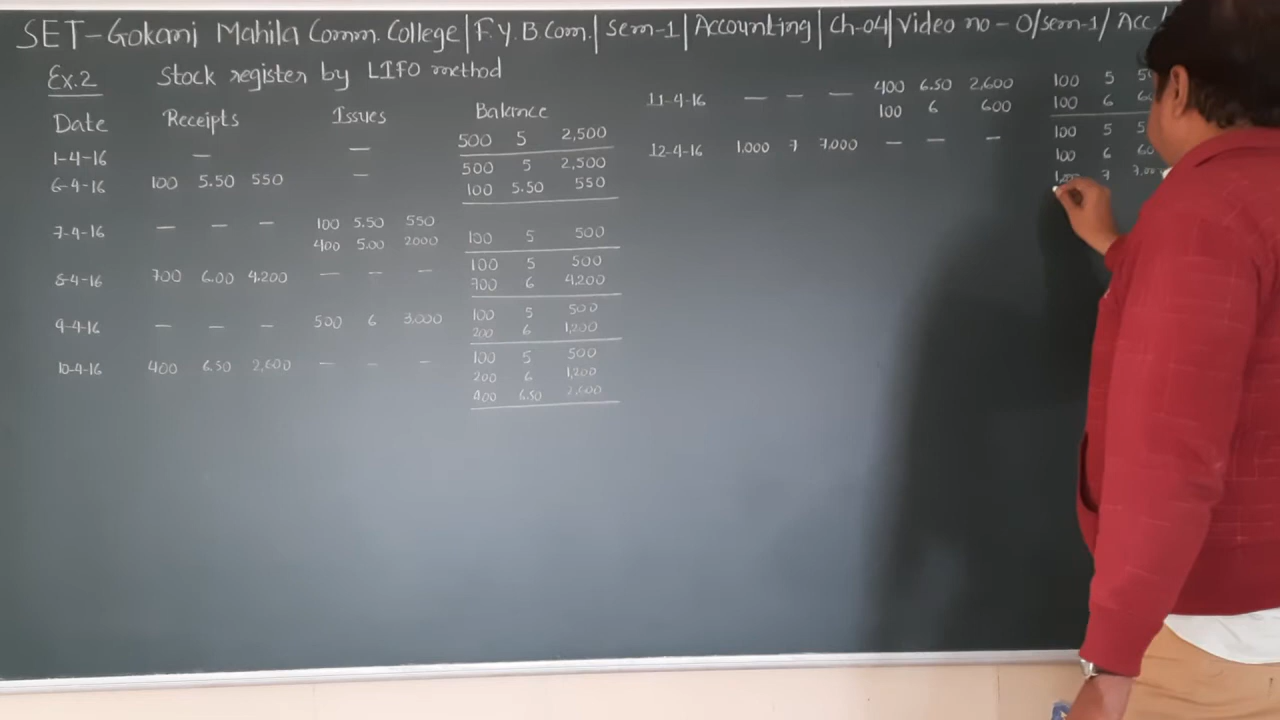 SET-Gokani Mahila Comm. College | F.Y. B Com. | Sem-1 | Accounting | Ch-04 | Video no - 0/sem-1/ Acc
Ex.2 Stock register by LIFO method
Date Receipts Issues Balance
1-4-16 — — 500 5 2,500
6-4-16 100 5.50 550 — 500 5 2,500
100 5.50 550
7-4-16 — — — 100 5.50 550
400 5.00 2000 100 5 500
8-4-16 700 6.00 4,200 — — — 100 5 500
700 6 4,200
9-4-16 — — — 500 6 3,000 100 5 500
200 6 1,200
10-4-16 400 6.50 2,600 — — — 100 5 500
200 6 1,200
400 6.50 2,600
11-4-16 — — — 400 6.50 2,600 100 5
100 6 600 100 6
12-4-16 1,000 7 7,000 — — — 100 5
100 6
1,000 7 7,00